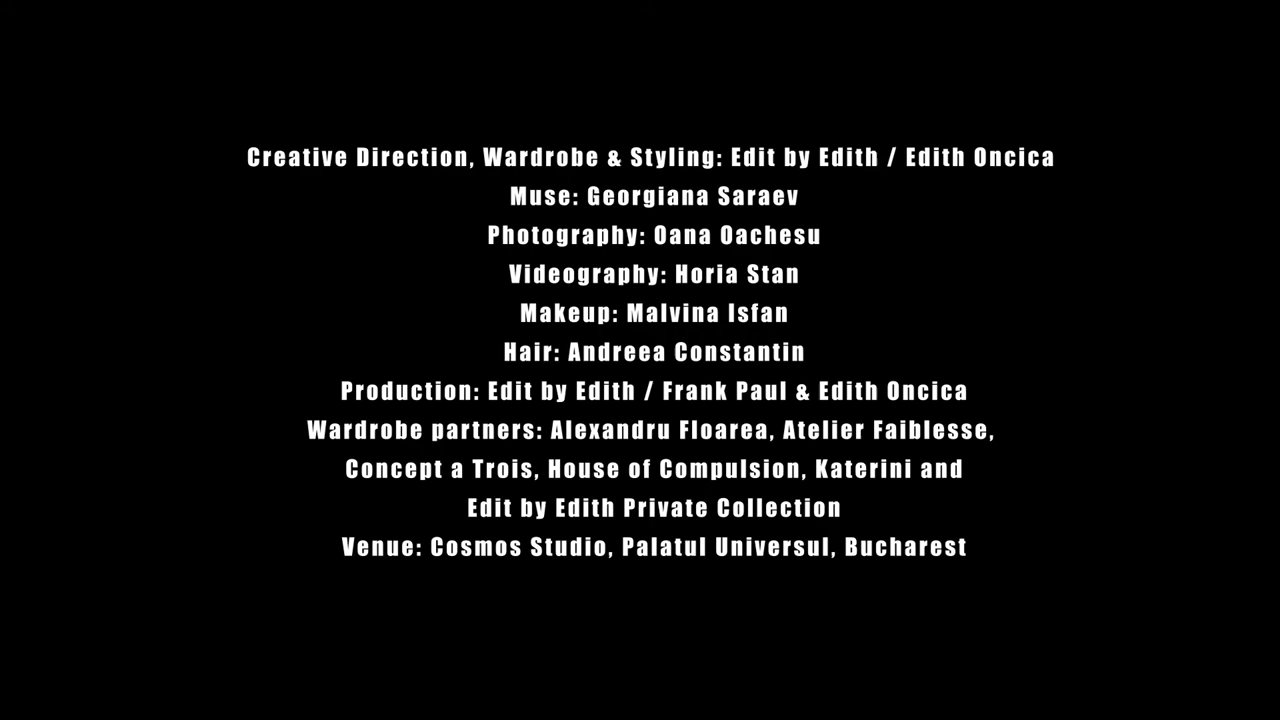 Creative Direction, Wardrobe & Styling: Edit by Edith / Edith Oncica
Muse: Georgiana Saraev
Photography: Oana Oachesu
Videography: Horia Stan
Makeup: Malvina Isfan
Hair: Andreea Constantin
Production: Edit by Edith / Frank Paul & Edith Oncica
Wardrobe partners: Alexandru Floarea, Atelier Faiblesse,
Concept a Trois, House of Compulsion, Katerini and
Edit by Edith Private Collection
Venue: Cosmos Studio, Palatul Universul, Bucharest